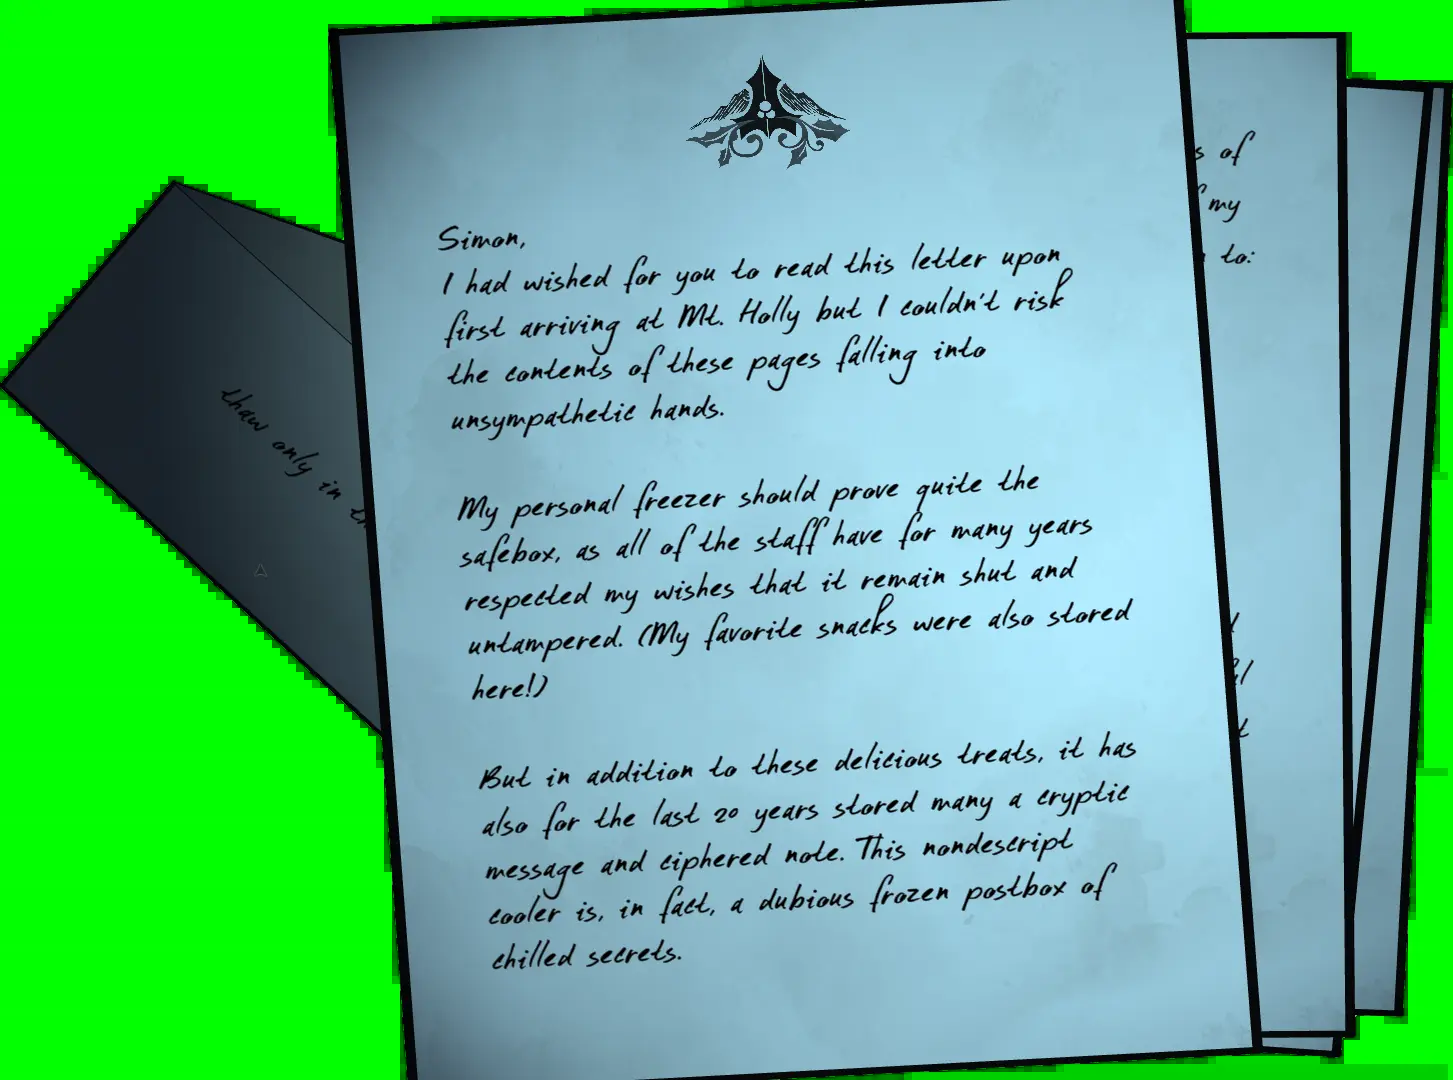 Simon,
I had wished for you to read this letter upon
first arriving at Mt. Holly but I couldn't risk
the contents of these pages falling into
unsympathetic hands.
My personal freezer should prove quite the
safebox, as all of the staff have for many years
respected my wishes that it remain shut and
untampered. (My favorite snacks were also stored
here!)
But in addition to these delicious treats, it has
also for the last 20 years stored many a cryptic
message and ciphered note. This nondescript
cooler is, in fact, a dubious frozen postbox of
chilled secrets.
thaw only in
of
my
to: